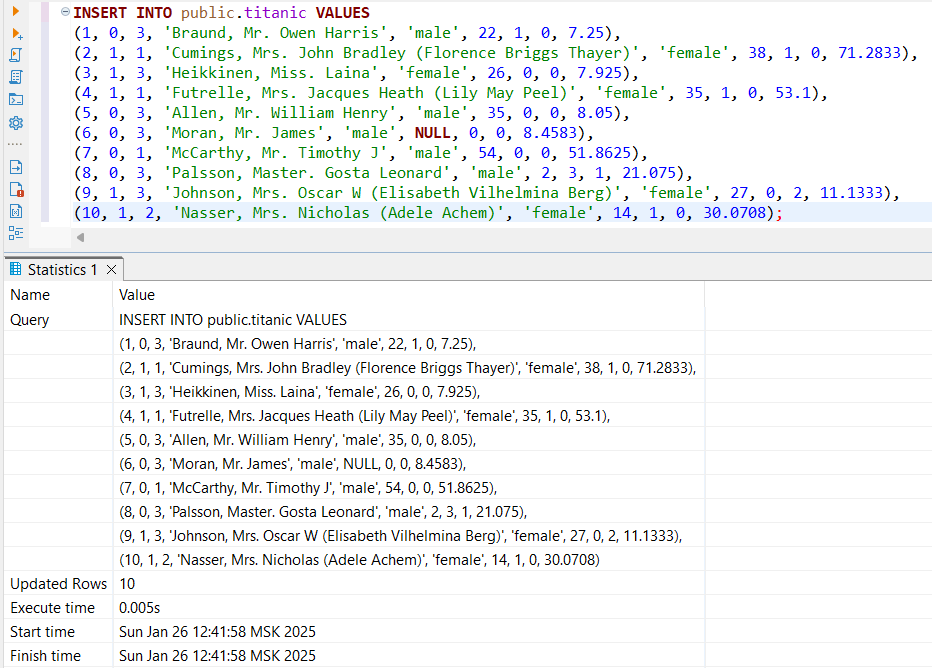 INSERT INTO public.titanic VALUES
(1, 0, 3, 'Braund, Mr. Owen Harris', 'male', 22, 1, 0, 7.25),
(2, 1, 1, 'Cumings, Mrs. John Bradley (Florence Briggs Thayer)', 'female', 38, 1, 0, 71.2833),
(3, 1, 3, 'Heikkinen, Miss. Laina', 'female', 26, 0, 0, 7.925),
(4, 1, 1, 'Futrelle, Mrs. Jacques Heath (Lily May Peel)', 'female', 35, 1, 0, 53.1),
(5, 0, 3, 'Allen, Mr. William Henry', 'male', 35, 0, 0, 8.05),
(6, 0, 3, 'Moran, Mr. James', 'male', NULL, 0, 0, 8.4583),
(7, 0, 1, 'McCarthy, Mr. Timothy J', 'male', 54, 0, 0, 51.8625),
(8, 0, 3, 'Palsson, Master. Gosta Leonard', 'male', 2, 3, 1, 21.075),
(9, 1, 3, 'Johnson, Mrs. Oscar W (Elisabeth Vilhelmina Berg)', 'female', 27, 0, 2, 11.1333),
(10, 1, 2, 'Nasser, Mrs. Nicholas (Adele Achem)', 'female', 14, 1, 0, 30.0708);
Statistics 1
Name Value
Query INSERT INTO public.titanic VALUES
(1, 0, 3, 'Braund, Mr. Owen Harris', 'male', 22, 1, 0, 7.25),
(2, 1, 1, 'Cumings, Mrs. John Bradley (Florence Briggs Thayer)', 'female', 38, 1, 0, 71.2833),
(3, 1, 3, 'Heikkinen, Miss. Laina', 'female', 26, 0, 0, 7.925),
(4, 1, 1, 'Futrelle, Mrs. Jacques Heath (Lily May Peel)', 'female', 35, 1, 0, 53.1),
(5, 0, 3, 'Allen, Mr. William Henry', 'male', 35, 0, 0, 8.05),
(6, 0, 3, 'Moran, Mr. James', 'male', NULL, 0, 0, 8.4583),
(7, 0, 1, 'McCarthy, Mr. Timothy J', 'male', 54, 0, 0, 51.8625),
(8, 0, 3, 'Palsson, Master. Gosta Leonard', 'male', 2, 3, 1, 21.075),
(9, 1, 3, 'Johnson, Mrs. Oscar W (Elisabeth Vilhelmina Berg)', 'female', 27, 0, 2, 11.1333),
(10, 1, 2, 'Nasser, Mrs. Nicholas (Adele Achem)', 'female', 14, 1, 0, 30.0708)
Updated Rows 10
Execute time 0.005s
Start time Sun Jan 26 12:41:58 MSK 2025
Finish time Sun Jan 26 12:41:58 MSK 2025